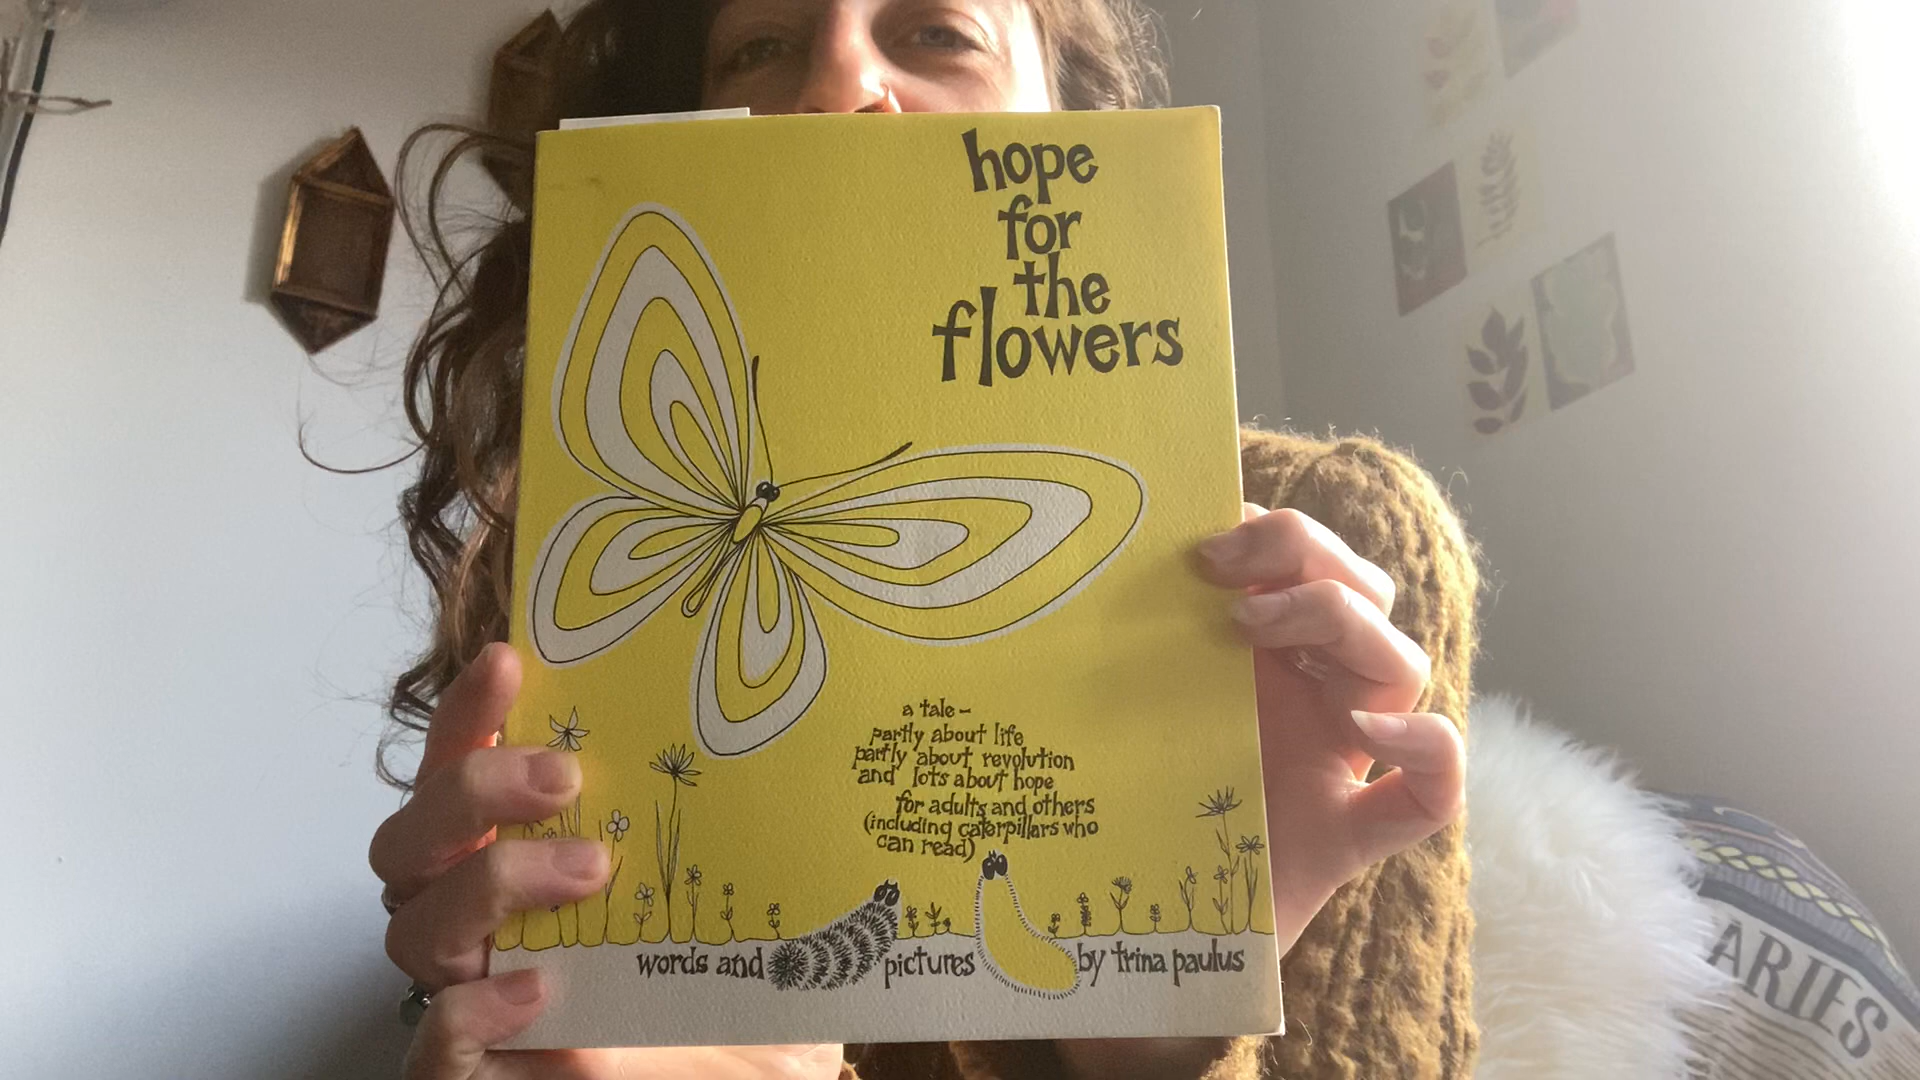 hope
for
the
flowers
a tale -
partly about life
partly about revolution
and lots about hope
for adults and others
(including caterpillars who
can read)
words and pictures by trina paulus
ARIES